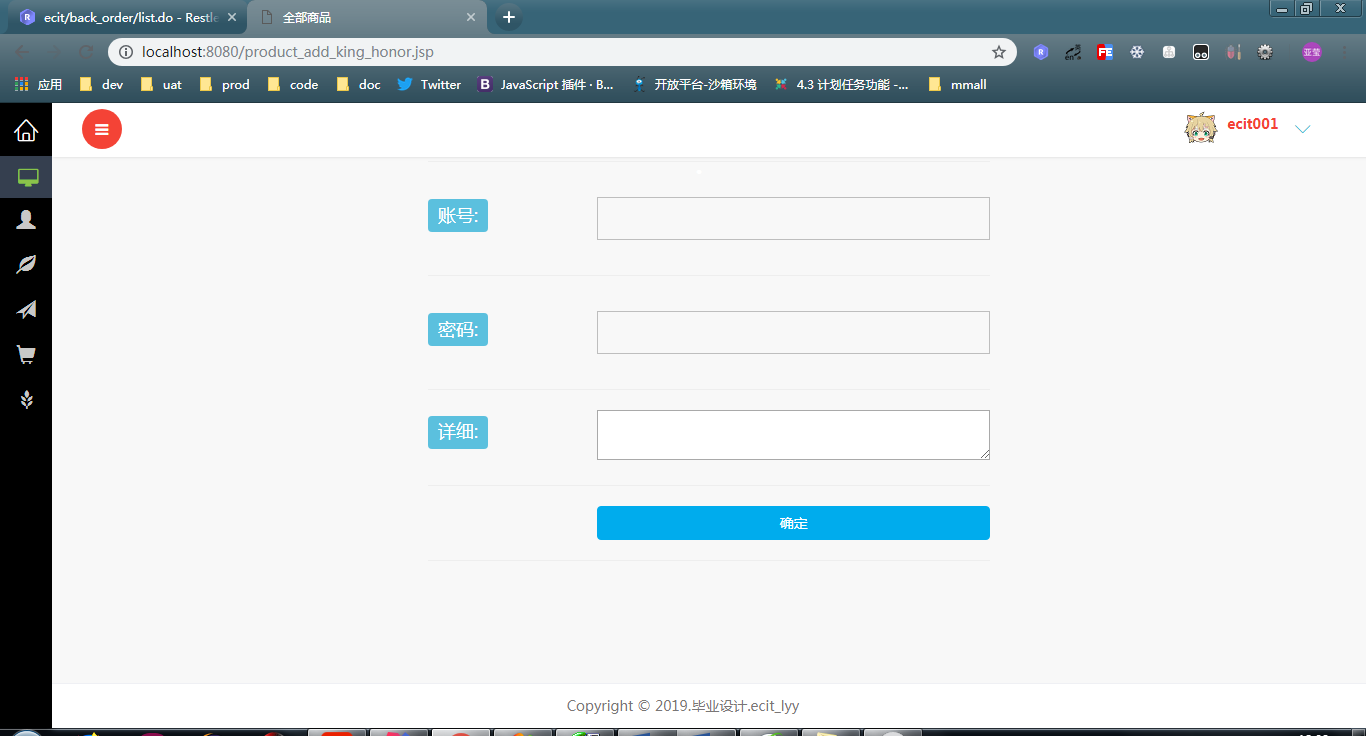 ecit/back_order/list.do - Restle
全部商品
localhost:8080/product_add_king_honor.jsp
亚莹
应用
dev
uat
prod
code
doc
Twitter
JavaScript 插件 · B...
开放平台-沙箱环境
4.3 计划任务功能 -...
mmall
ecit001
账号:
密码:
详细:
确定
Copyright © 2019.毕业设计.ecit_lyy